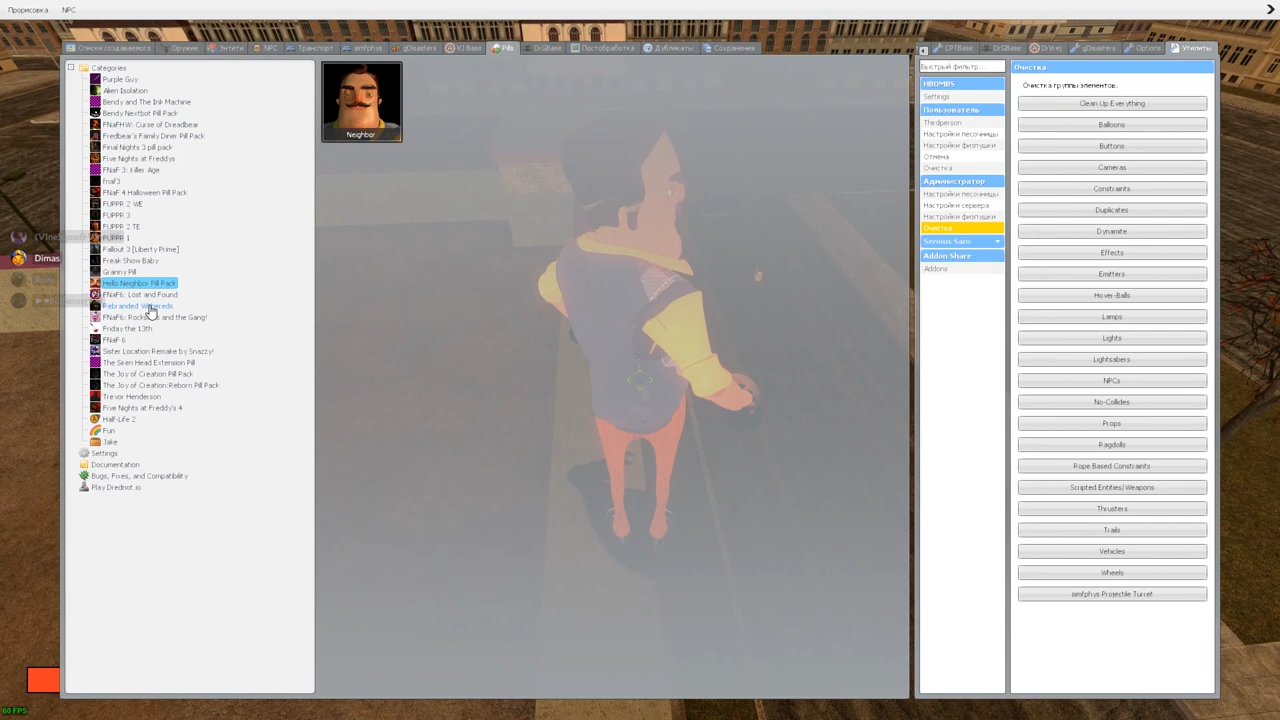 Прорисовка NPC
Списки создаваемого
Оружие
Энтити
NPC
Транспорт
simfphys
gDisasters
VJ Base
Pills
DrGBase
Постобработка
Дубликаты
Сохранения
CPTBase
DrGBase
gDisasters
Options
Утилиты
Categories
Purple Guy
Alien Isolation
Bendy and The Ink Machine
Bendy Nextbot Pill Pack
FNaFHW: Curse of Dreadbear
Fredbear's Family Diner Pill Pack
Final Nights 3 pill pack
Five Nights at Freddys
FNaF 3: Killer Age
fnaf3
FNaF 4 Halloween Pill Pack
FUPPR 2 WE
FUPPR 3
FUPPR 2 TE
FUPPR 1
Fallout 3 [Liberty Prime]
Freak Show Baby
Granny Pill
Hello Neighbor Pill Pack
FNaF6: Lost and Found
Rebranded
FNaF6: and the Gang!
Friday the 13th
FNaF 6
Sister Location Remake by Snazzy!
The Siren Head Extension Pill
The Joy of Creation Pill Pack
The Joy of Creation:Reborn Pill Pack
Trevor Henderson
Five Nights at Freddy's 4
Half-Life 2
Fun
Jake
Settings
Documentation
Bugs, Fixes, and Compatibility
Play Drednot.io
Dimas
60 FPS
Neighbor
Быстрый фильтр...
HBOMBS
Settings
Пользователь
Thirdperson
Настройки песочницы
Настройки физпушки
Отмена
Очистка
Администратор
Настройки песочницы
Настройки сервера
Настройки физпушки
Очистка
Serious Sam
Addon Share
Addons
Очистка
Очистка группы элементов.
Clean Up Everything
Balloons
Buttons
Cameras
Constraints
Duplicates
Dynamite
Effects
Emitters
Hover-Balls
Lamps
Lights
Lightsabers
NPCs
No-Collides
Props
Ragdolls
Rope Based Constraints
Scripted Entities/Weapons
Thrusters
Trails
Vehicles
Wheels
simfphys Projectile Turret